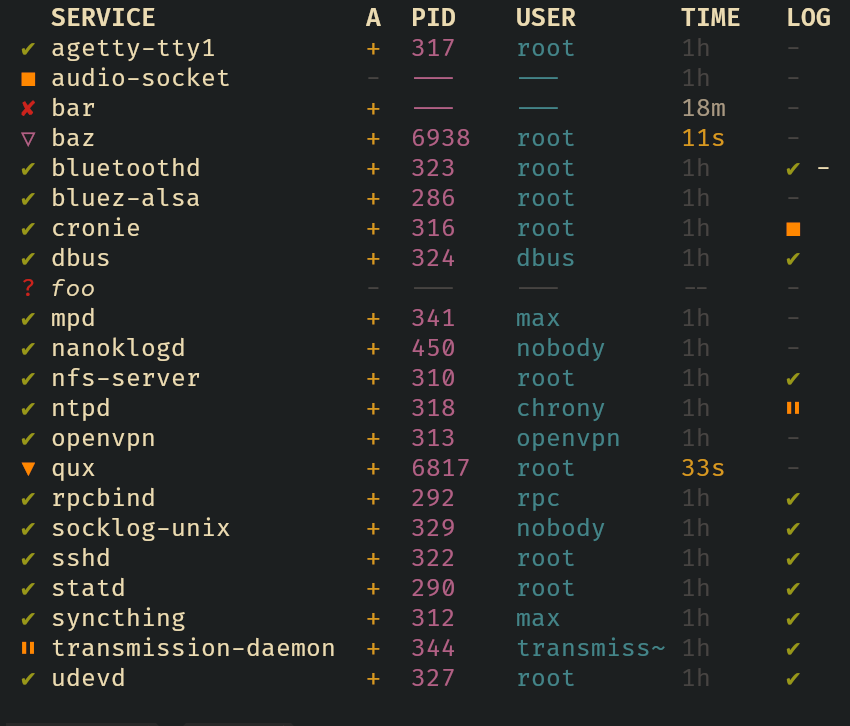 SERVICE A PID USER TIME LOG
✔ agetty-tty1 + 317 root 1h -
■ audio-socket - --- --- 1h -
✘ bar + --- --- 18m -
▽ baz + 6938 root 11s -
✔ bluetoothd + 323 root 1h ✔ -
✔ bluez-alsa + 286 root 1h -
✔ cronie + 316 root 1h ■
✔ dbus + 324 dbus 1h ✔
? foo - --- --- -- -
✔ mpd + 341 max 1h -
✔ nanoklogd + 450 nobody 1h -
✔ nfs-server + 310 root 1h ✔
✔ ntpd + 318 chrony 1h ⏸
✔ openvpn + 313 openvpn 1h -
▼ qux + 6817 root 33s -
✔ rpcbind + 292 rpc 1h ✔
✔ socklog-unix + 329 nobody 1h ✔
✔ sshd + 322 root 1h ✔
✔ statd + 290 root 1h ✔
✔ syncthing + 312 max 1h ✔
⏸ transmission-daemon + 344 transmiss~ 1h ✔
✔ udevd + 327 root 1h ✔